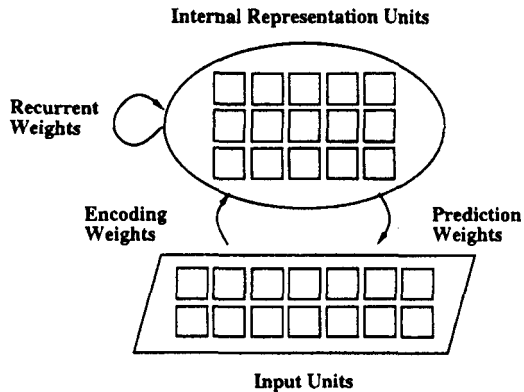 Internal Representation Units
Recurrent
Weights
Encoding
Weights
Prediction
Weights
Input Units